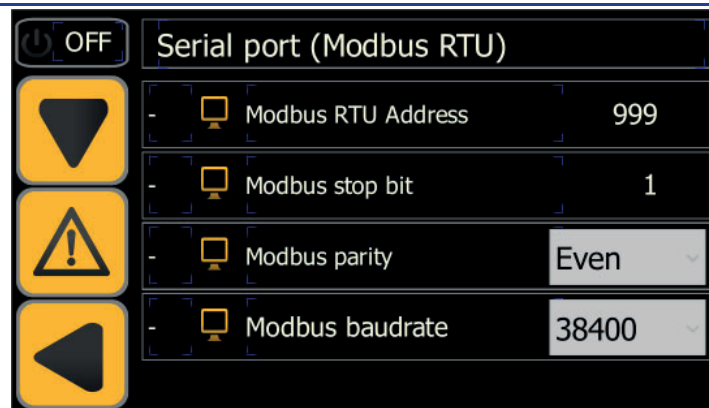 OFF
Serial port (Modbus RTU)
- Modbus RTU Address 999
- Modbus stop bit 1
- Modbus parity Even
- Modbus baudrate 38400